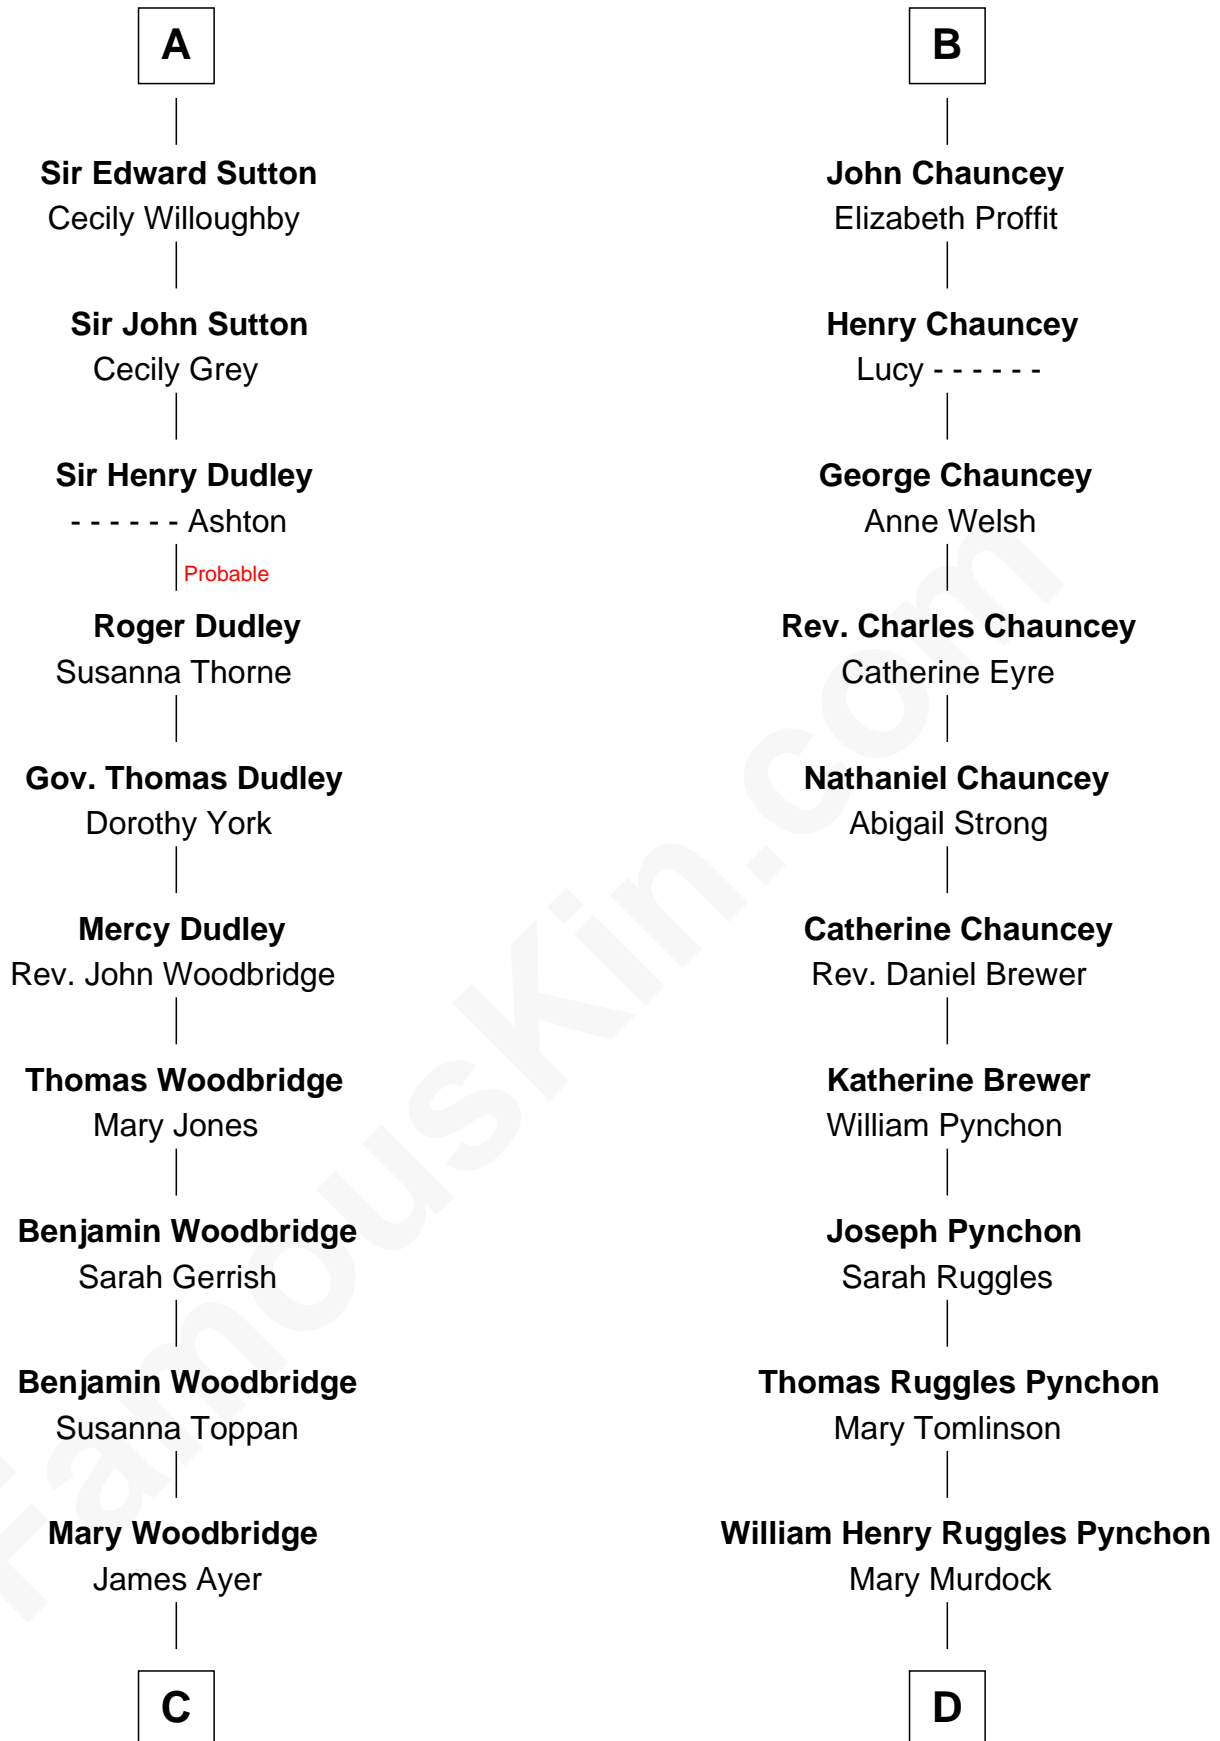 A
Sir Edward Sutton
Cecily Willoughby
Sir John Sutton
Cecily Grey
Sir Henry Dudley
- - - - - - Ashton
Probable
Roger Dudley
Susanna Thorne
Gov. Thomas Dudley
Dorothy York
Mercy Dudley
Rev. John Woodbridge
Thomas Woodbridge
Mary Jones
Benjamin Woodbridge
Sarah Gerrish
Benjamin Woodbridge
Susanna Toppan
Mary Woodbridge
James Ayer
C
B
John Chauncey
Elizabeth Proffit
Henry Chauncey
Lucy - - - - - -
George Chauncey
Anne Welsh
Rev. Charles Chauncey
Catherine Eyre
Nathaniel Chauncey
Abigail Strong
Catherine Chauncey
Rev. Daniel Brewer
Katherine Brewer
William Pynchon
Joseph Pynchon
Sarah Ruggles
Thomas Ruggles Pynchon
Mary Tomlinson
William Henry Ruggles Pynchon
Mary Murdock
D
FamousKin.com